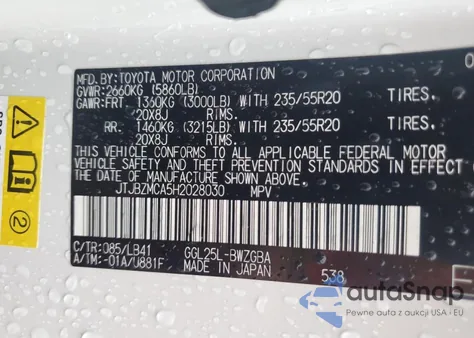 MFD.BY:TOYOTA MOTOR CORPORATION
GVWR:2660KG (5860LB)
GAWR:FRT. 1360KG (3000LB) WITH 235/55R20 TIRES.
20X8J RIMS.
RR. 1460KG (3215LB) WITH 235/55R20 TIRES.
20X8J RIMS.
THIS VEHICLE CONFORMS TO ALL APPLICABLE FEDERAL MOTOR
VEHICLE SAFETY AND THEFT PREVENTION STANDARDS IN EFFECT ON
THE DATE OF MANUFACTURE SHOWN ABOVE.
JTJBZMCA5H2028030 MPV
C/TR:085/LB41 GGL25L-BWZGBA
A/TM:-01A/U881F MADE IN JAPAN 538
2
E
autoSnap
Dane o pojazdach z aukcji USA - EU